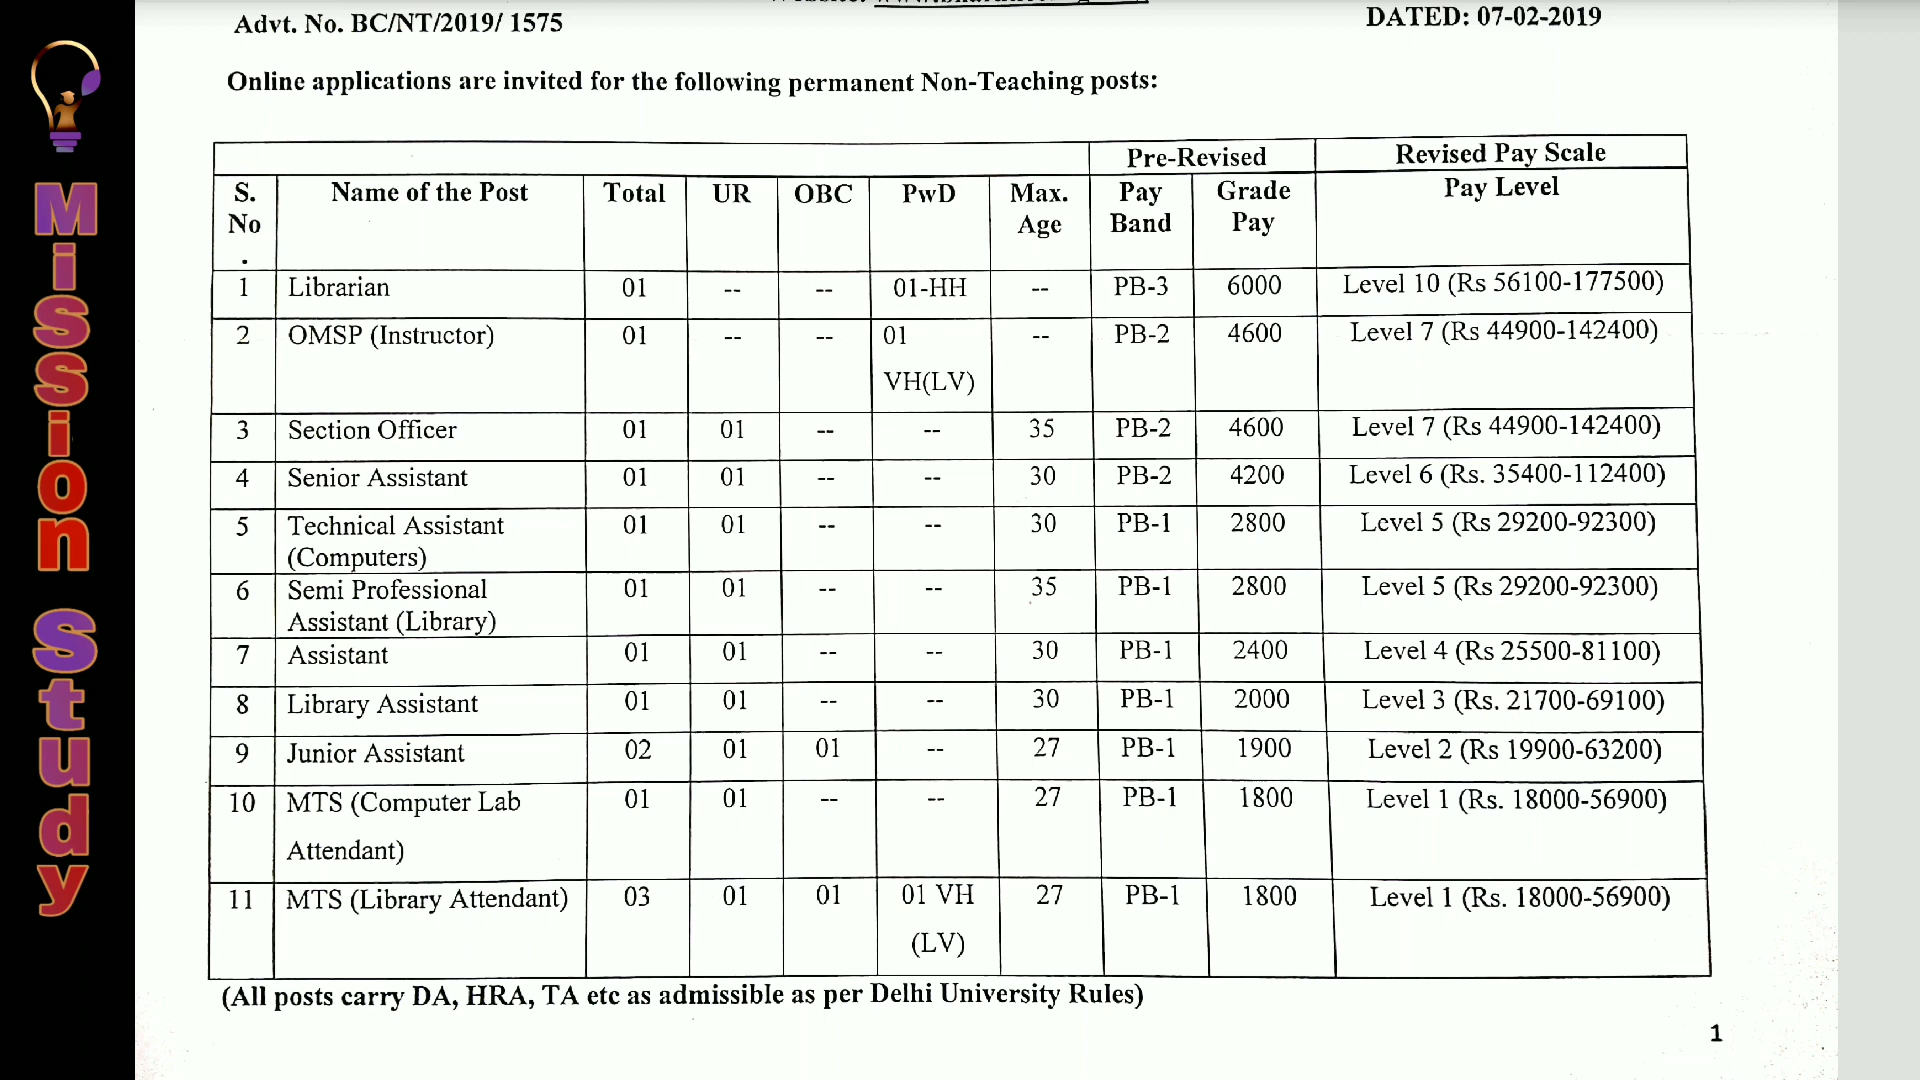 Advt. No. BC/NT/2019/ 1575
DATED: 07-02-2019
Online applications are invited for the following permanent Non-Teaching posts:
Pre-Revised Revised Pay Scale
S. No . Name of the Post Total UR OBC PwD Max. Age Pay Band Grade Pay Pay Level
1 Librarian 01 -- -- 01-HH -- PB-3 6000 Level 10 (Rs 56100-177500)
2 OMSP (Instructor) 01 -- -- 01 VH(LV) -- PB-2 4600 Level 7 (Rs 44900-142400)
3 Section Officer 01 01 -- -- 35 PB-2 4600 Level 7 (Rs 44900-142400)
4 Senior Assistant 01 01 -- -- 30 PB-2 4200 Level 6 (Rs. 35400-112400)
5 Technical Assistant (Computers) 01 01 -- -- 30 PB-1 2800 Level 5 (Rs 29200-92300)
6 Semi Professional Assistant (Library) 01 01 -- -- 35 PB-1 2800 Level 5 (Rs 29200-92300)
7 Assistant 01 01 -- -- 30 PB-1 2400 Level 4 (Rs 25500-81100)
8 Library Assistant 01 01 -- -- 30 PB-1 2000 Level 3 (Rs. 21700-69100)
9 Junior Assistant 02 01 01 -- 27 PB-1 1900 Level 2 (Rs 19900-63200)
10 MTS (Computer Lab Attendant) 01 01 -- -- 27 PB-1 1800 Level 1 (Rs. 18000-56900)
11 MTS (Library Attendant) 03 01 01 01 VH (LV) 27 PB-1 1800 Level 1 (Rs. 18000-56900)
(All posts carry DA, HRA, TA etc as admissible as per Delhi University Rules)
1
Mission Study